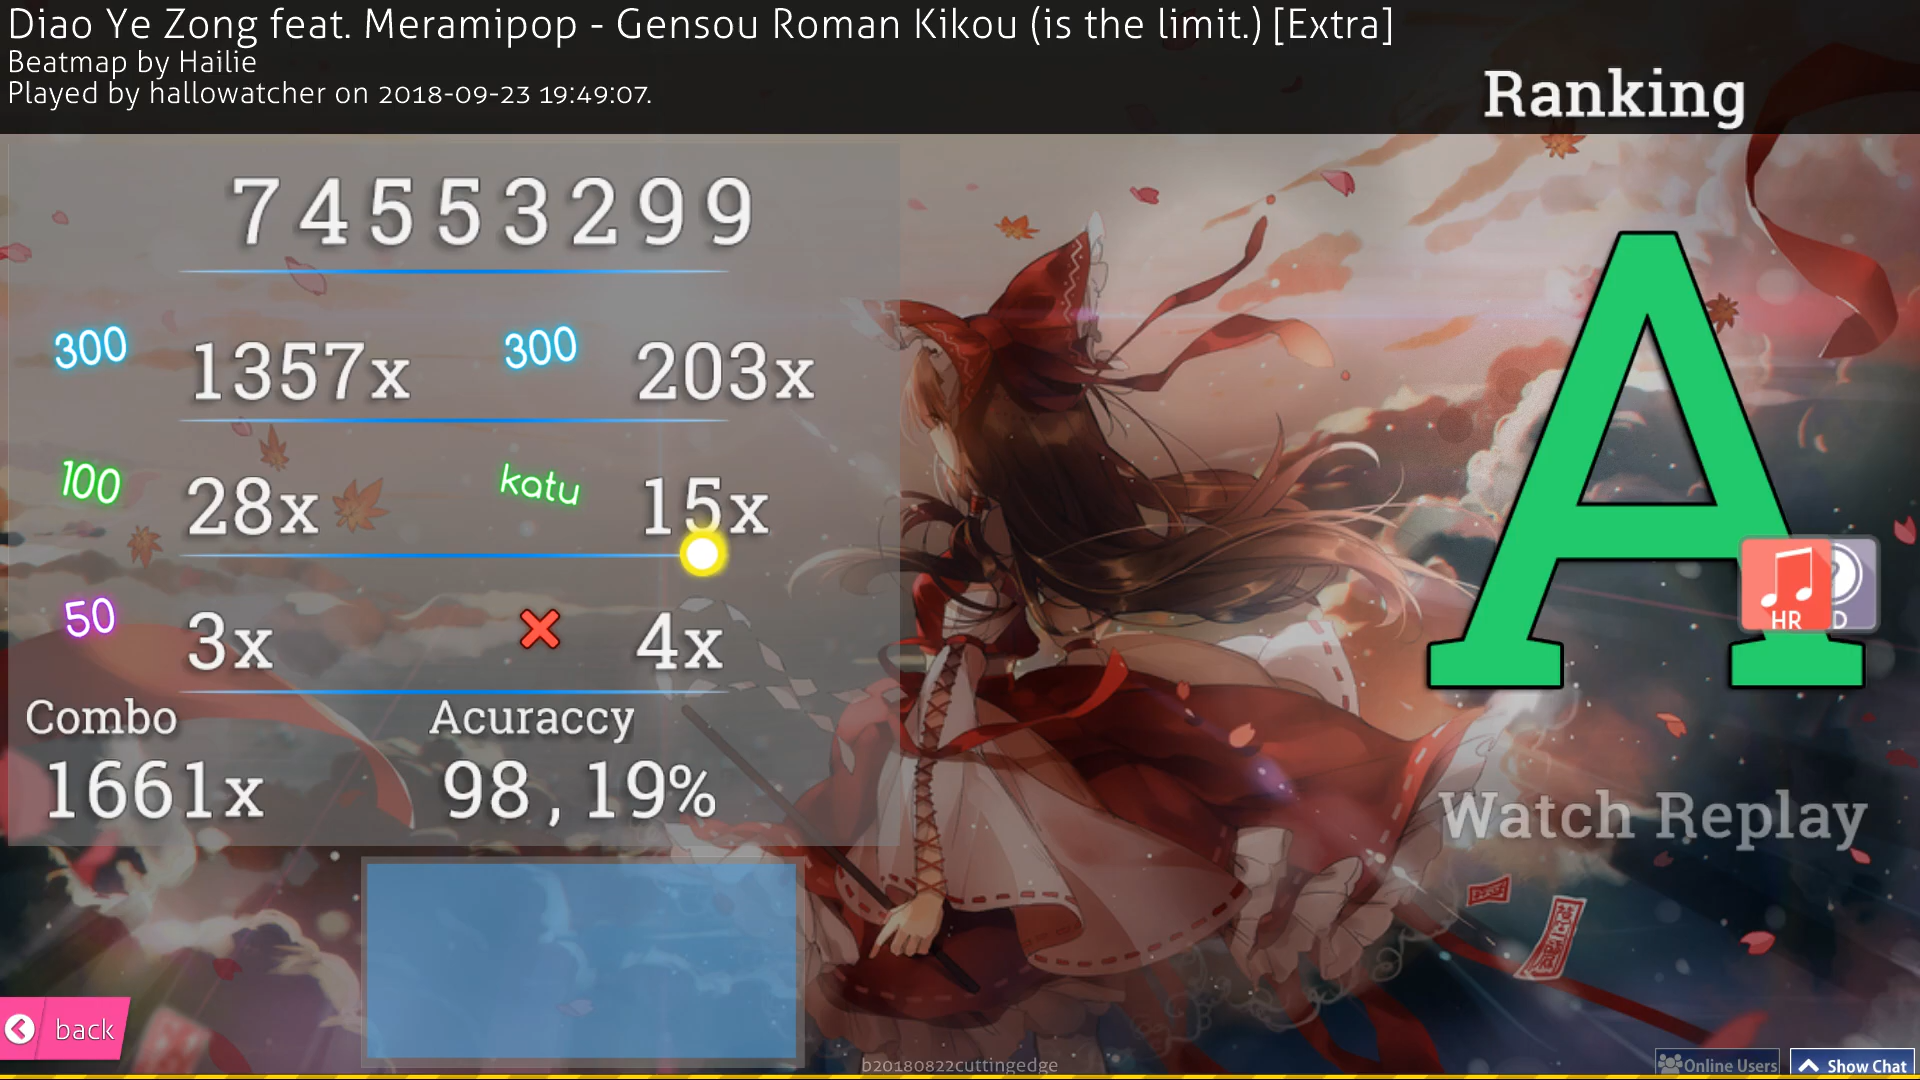 Diao Ye Zong feat. Meramipop - Gensou Roman Kikou (is the limit.) [Extra]
Beatmap by Hailie
Played by hallowatcher on 2018-09-23 19:49:07.
Ranking
74553299
300 1357x 300 203x
100 28x katu 15x
50 3x 4x
HR D
Combo Acuraccy
1661x 98,19%
Watch Replay
back
b20180822cuttingedge
Online Users Show Chat